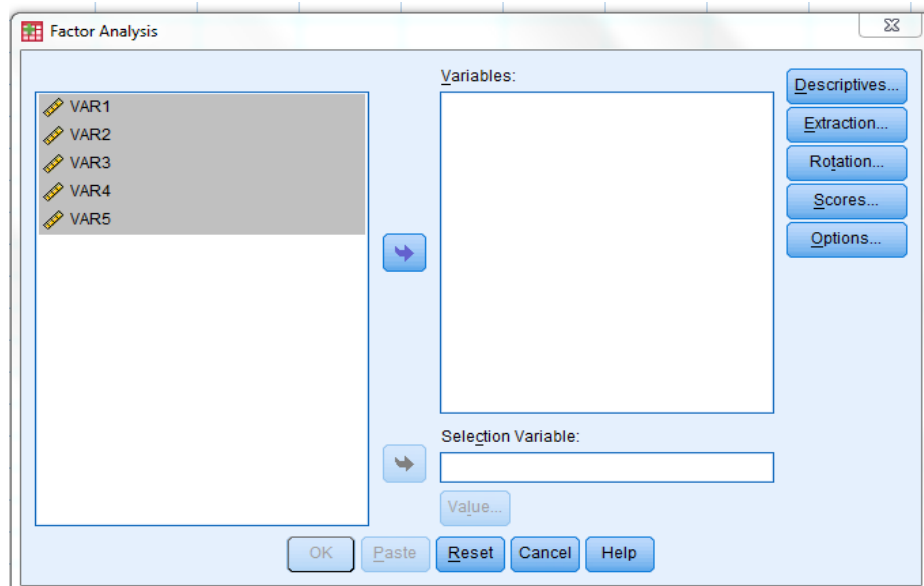 Factor Analysis
VAR1
VAR2
VAR3
VAR4
VAR5
Variables:
Selection Variable:
Value...
Descriptives...
Extraction...
Rotation...
Scores...
Options...
OK Paste Reset Cancel Help